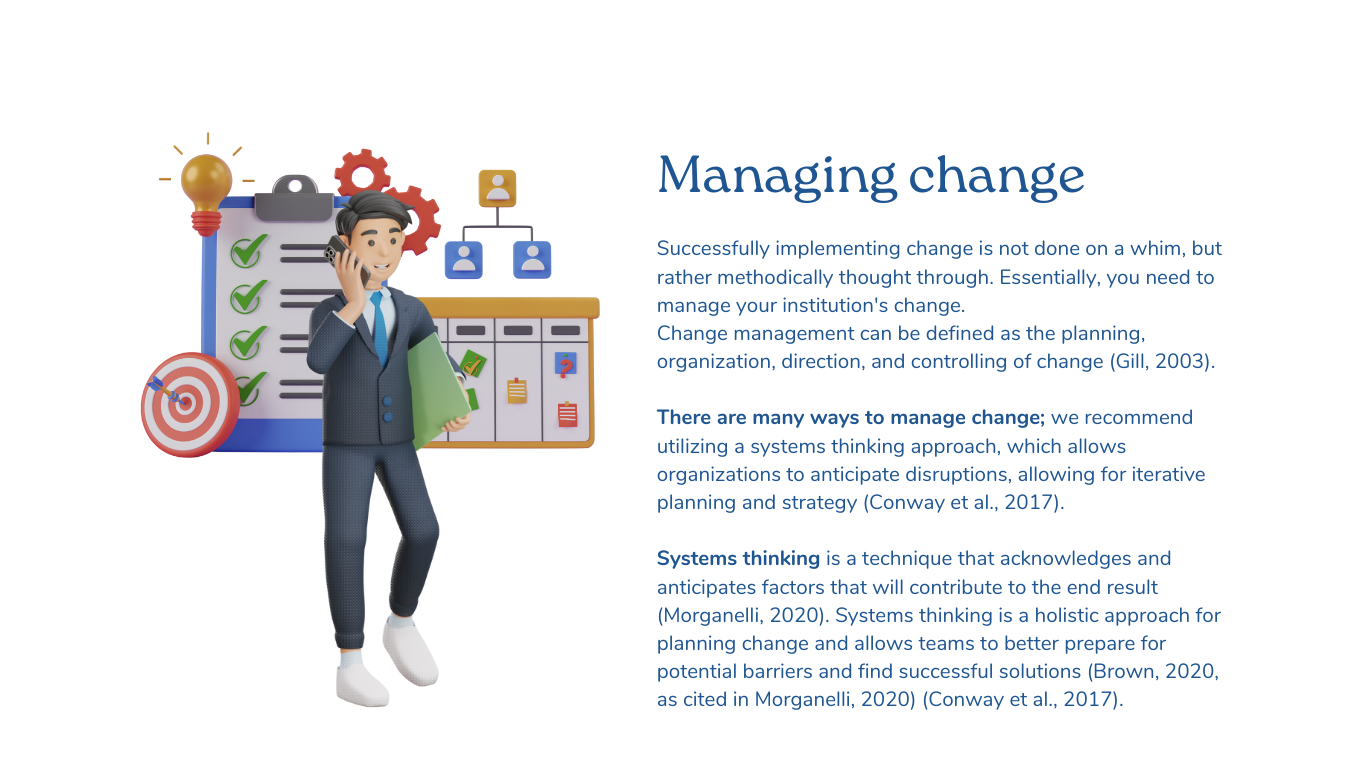 Managing change
Successfully implementing change is not done on a whim, but
rather methodically thought through. Essentially, you need to
manage your institution's change.
Change management can be defined as the planning,
organization, direction, and controlling of change (Gill, 2003).
There are many ways to manage change; we recommend
utilizing a systems thinking approach, which allows
organizations to anticipate disruptions, allowing for iterative
planning and strategy (Conway et al., 2017).
Systems thinking is a technique that acknowledges and
anticipates factors that will contribute to the end result
(Morganelli, 2020). Systems thinking is a holistic approach for
planning change and allows teams to better prepare for
potential barriers and find successful solutions (Brown, 2020,
as cited in Morganelli, 2020) (Conway et al., 2017).
?